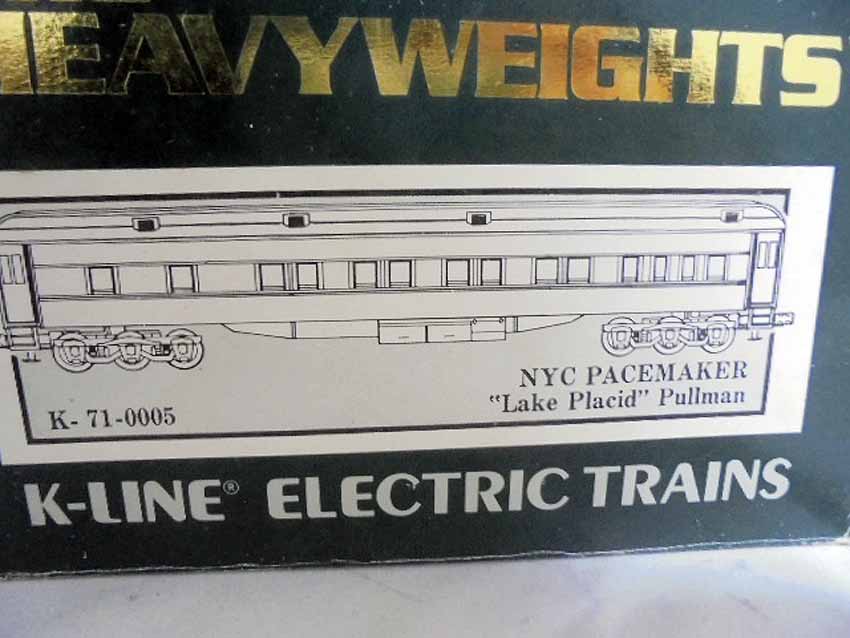 HEAVYWEIGHTS
NYC PACEMAKER
"Lake Placid" Pullman
K- 71-0005
K-LINE® ELECTRIC TRAINS